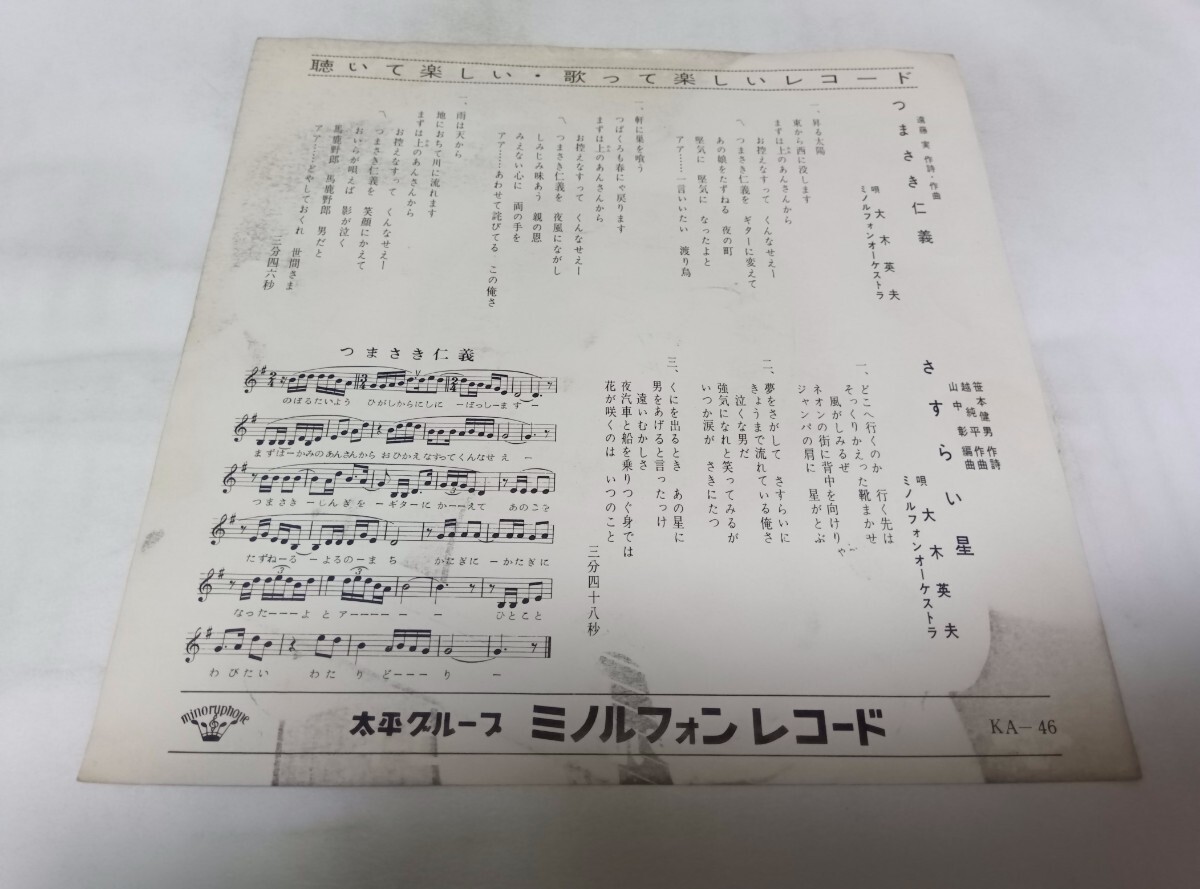 聴いて楽しい・歌って楽しいレコード
つまさき仁義
遠藤実 作詩・作曲
唄 大木英夫
ミノルフォンオーケストラ
一、昇る太陽
東から西に没します
まずは上のあんさんから
お控えなすって くんなせえー
〽つまさき仁義を ギターに変えて
あの娘をたずねる 夜の町
堅気に 堅気に なったよと
アア……一言いいたい 渡り鳥
一、軒に巣を喰う
つばくろも春にゃ戻ります
まずは上のあんさんから
お控えなすって くんなせえー
〽つまさき仁義を 夜風にながし
しみじみ味あう 親の恩
みえない心に 両の手を
アア……あわせて詫びてる この俺さ
一、雨は天から
地におちて川に流れます
まずは上のあんさんから
お控えなすって くんなせえー
〽つまさき仁義を 笑顔にかえて
おいらが唄えば 影が泣く
馬鹿野郎 馬鹿野郎 男だと
アア……どやしておくれ 世間さま
三分四六秒
さすらい星
笹本健男 作詩
越純平 作曲
山中彰 編曲
唄 大木英夫
ミノルフォンオーケストラ
一、どこへ行くのか 行く先は
そっくりかえった靴まかせ
風がしみるぜ
ネオンの街に背中を向けりゃ
ジャンパの肩に 星がとぶ
二、夢をさがして さすらいに
きょうまで流れている俺さ
泣くな男だ
強気になれと笑ってみるが
いつか涙が さきにたつ
三、くにを出るとき あの星に
男をあげると言ったっけ
遠いむかしさ
夜汽車と船を乗りつぐ身では
花が咲くのは いつのこと
三分四十八秒
つまさき仁義
のぼるたいよう ひがしからにしに ーぼっしーますー
まずはーかみのあんさんから おひかえなすってくんなせ えー
つまさきーじんぎを ーギターに かーーえて あのこを
たずねーる ーよるのーま ち かたぎに ーかたぎに
なったーーーよ と アーーーー ー ー ひとこと
わびたい わた り どーーー り ー
minoryphone
太平グループ ミノルフォンレコード
KA-46